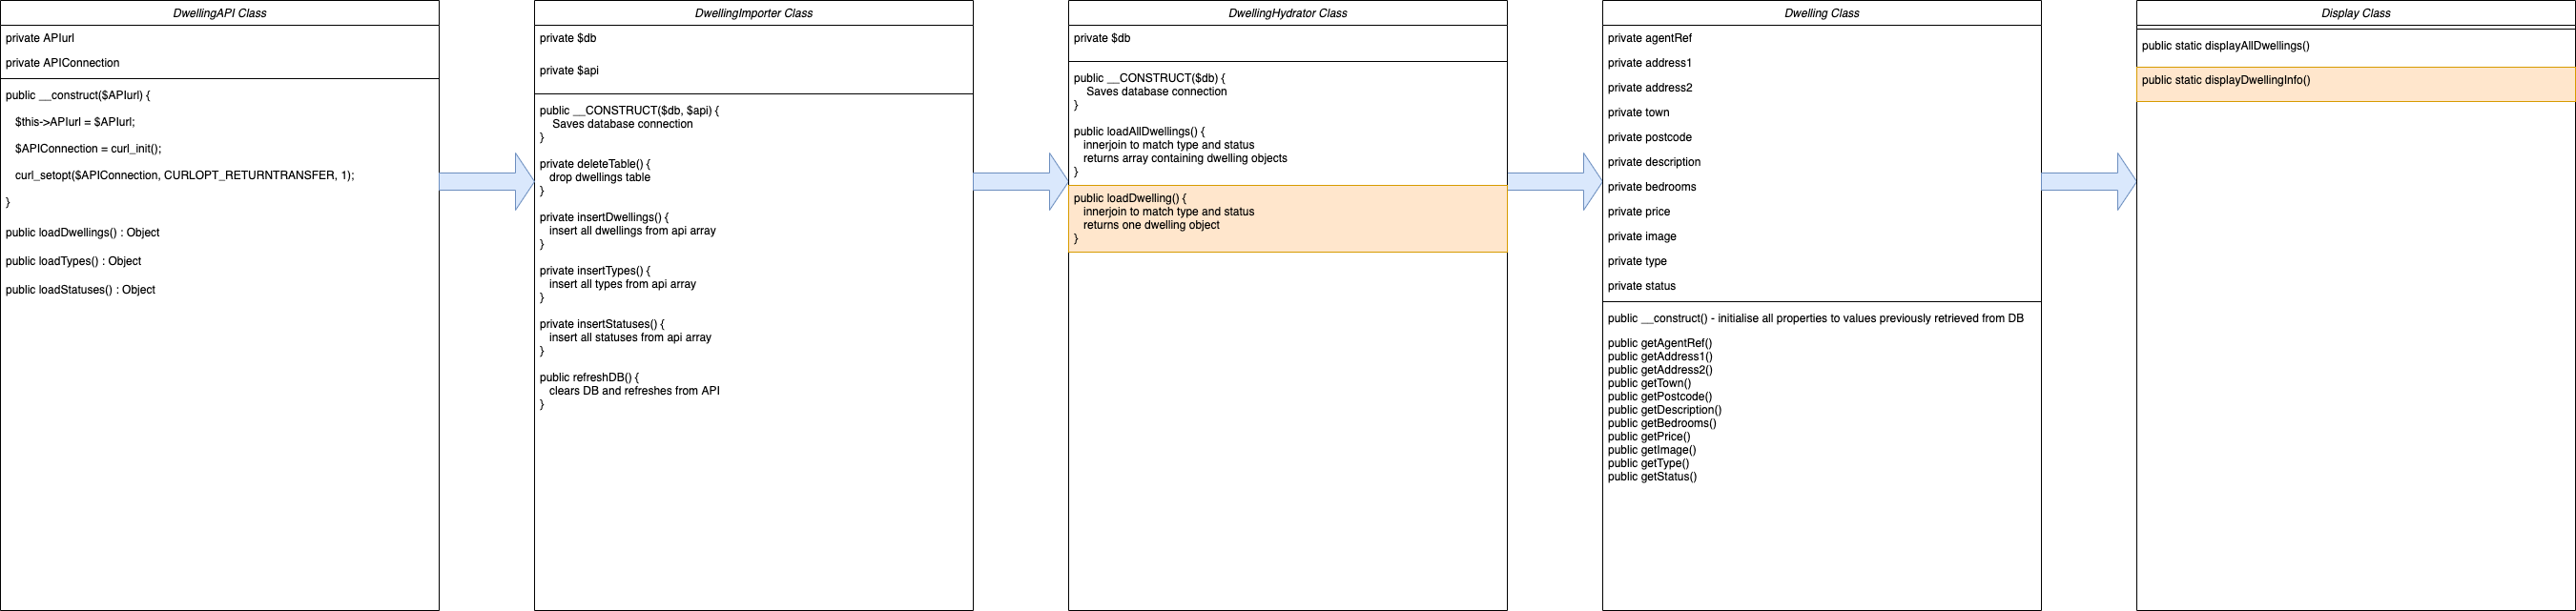 DwellingAPI Class
private APIurl
private APIConnection
public __construct($APIurl) {
$this->APIurl = $APIurl;
$APIConnection = curl_init();
curl_setopt($APIConnection, CURLOPT_RETURNTRANSFER, 1);
}
public loadDwellings() : Object
public loadTypes() : Object
public loadStatuses() : Object
DwellingImporter Class
private $db
private $api
public __CONSTRUCT($db, $api) {
Saves database connection
}
private deleteTable() {
drop dwellings table
}
private insertDwellings() {
insert all dwellings from api array
}
private insertTypes() {
insert all types from api array
}
private insertStatuses() {
insert all statuses from api array
}
public refreshDB() {
clears DB and refreshes from API
}
DwellingHydrator Class
private $db
public __CONSTRUCT($db) {
Saves database connection
}
public loadAllDwellings() {
innerjoin to match type and status
returns array containing dwelling objects
}
public loadDwelling() {
innerjoin to match type and status
returns one dwelling object
}
Dwelling Class
private agentRef
private address1
private address2
private town
private postcode
private description
private bedrooms
private price
private image
private type
private status
public __construct() - initialise all properties to values previously retrieved from DB
public getAgentRef()
public getAddress1()
public getAddress2()
public getTown()
public getPostcode()
public getDescription()
public getBedrooms()
public getPrice()
public getImage()
public getType()
public getStatus()
Display Class
public static displayAllDwellings()
public static displayDwellingInfo()